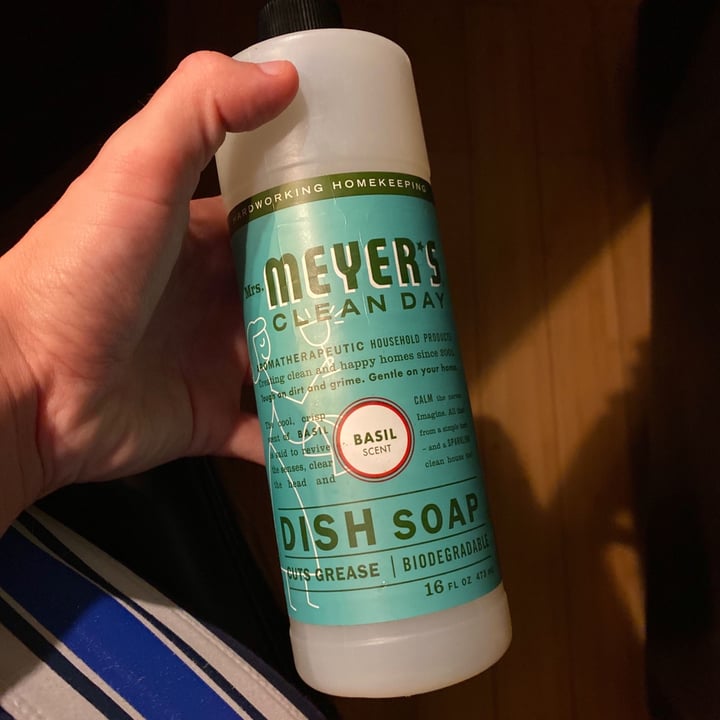 HARDWORKING HOMEKEEPING
Mrs. MEYER'S
CLEAN DAY
AROMATHERAPEUTIC HOUSEHOLD PRODUCTS
Creating clean and happy homes since 2001.
Tough on dirt and grime. Gentle on your home.
The cool, crisp
scent of BASIL
is said to revive
the senses, clear
the head and
BASIL
SCENT
CALM the nerves.
Imagine. All that
from a simple
– and a SPARKLING
clean house too!
DISH SOAP
CUTS GREASE | BIODEGRADABLE
16 FL OZ 473 mL